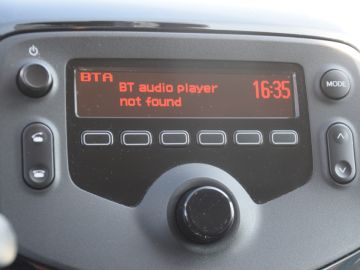 BTA
BT audio player 16:35
not found
MODE